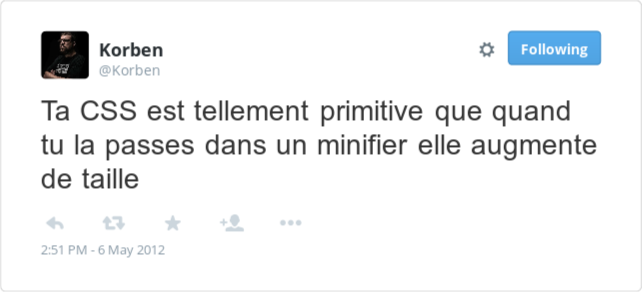 Korben
@Korben
Following
Ta CSS est tellement primitive que quand
tu la passes dans un minifier elle augmente
de taille
2:51 PM - 6 May 2012